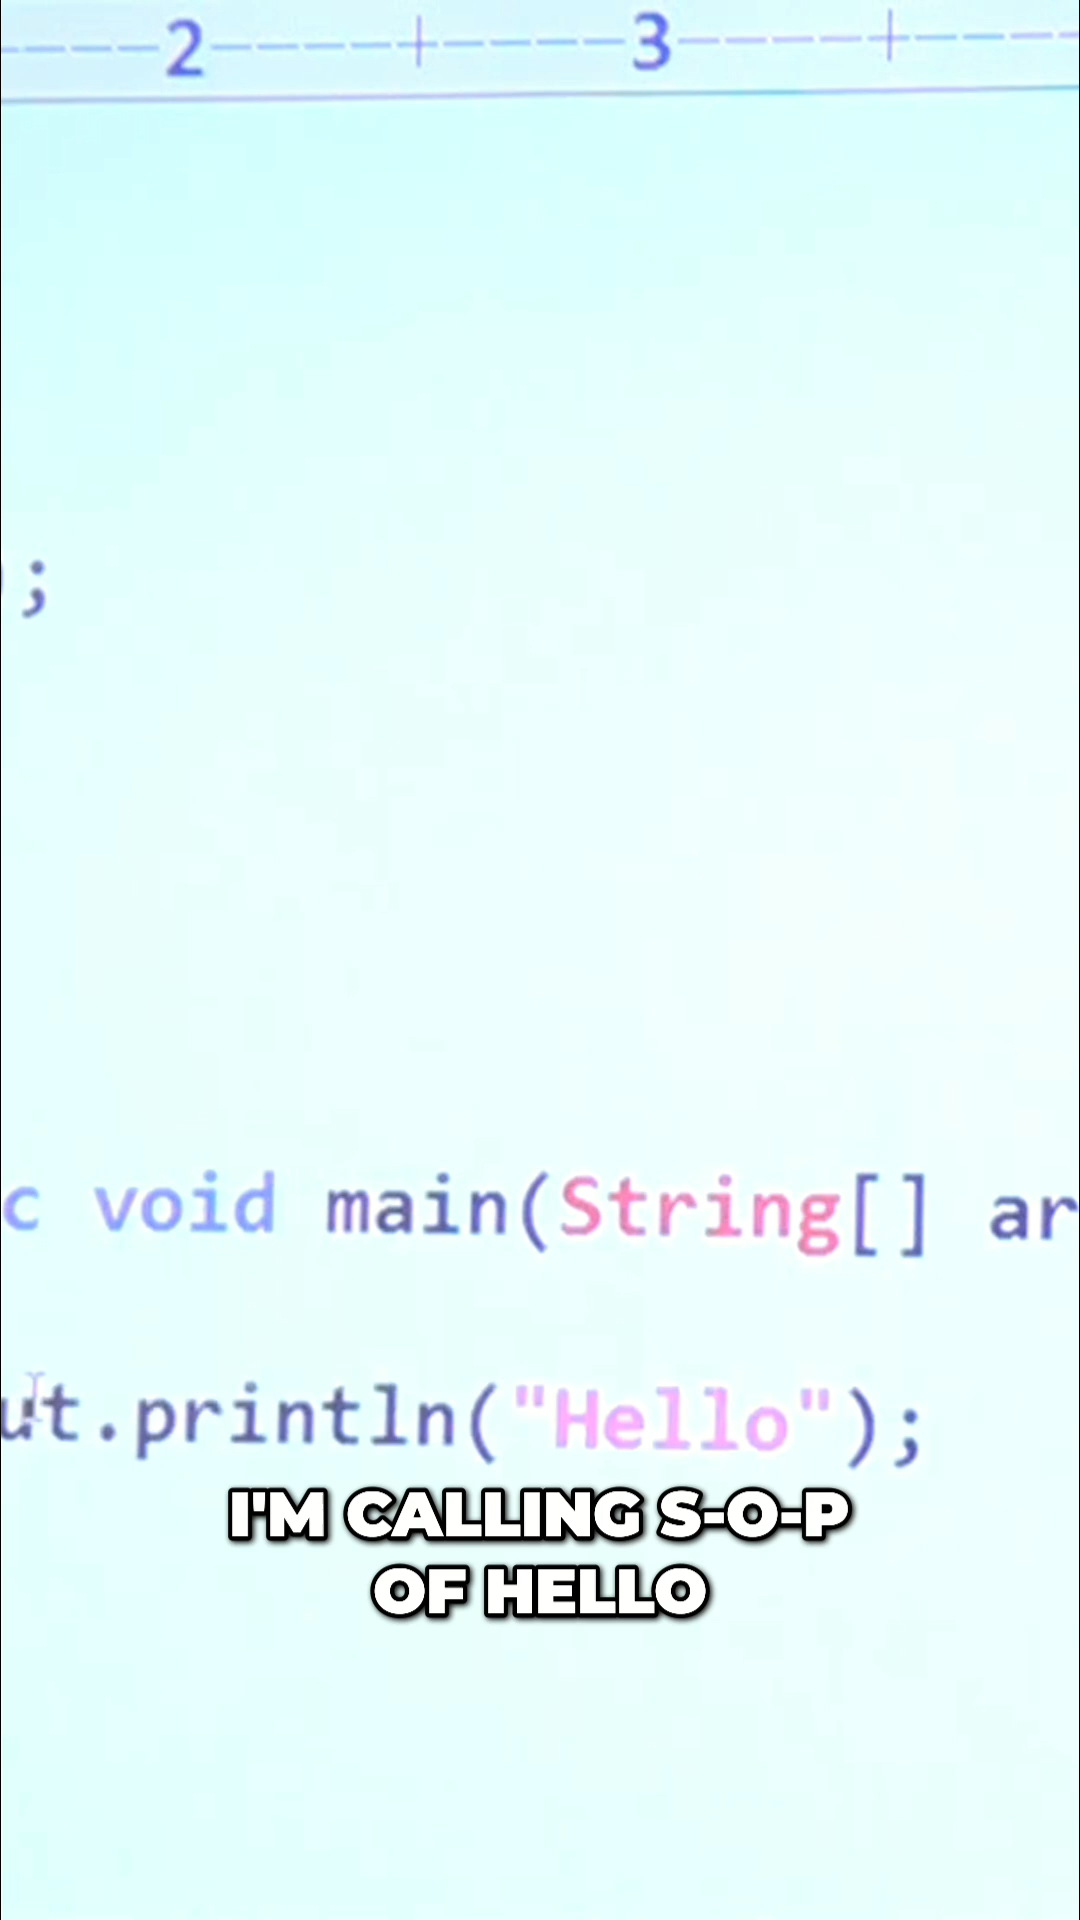 ----2----+----3----+----
;
c void main(String[] ar
ut.println("Hello");
I'M CALLING S-O-P
OF HELLO